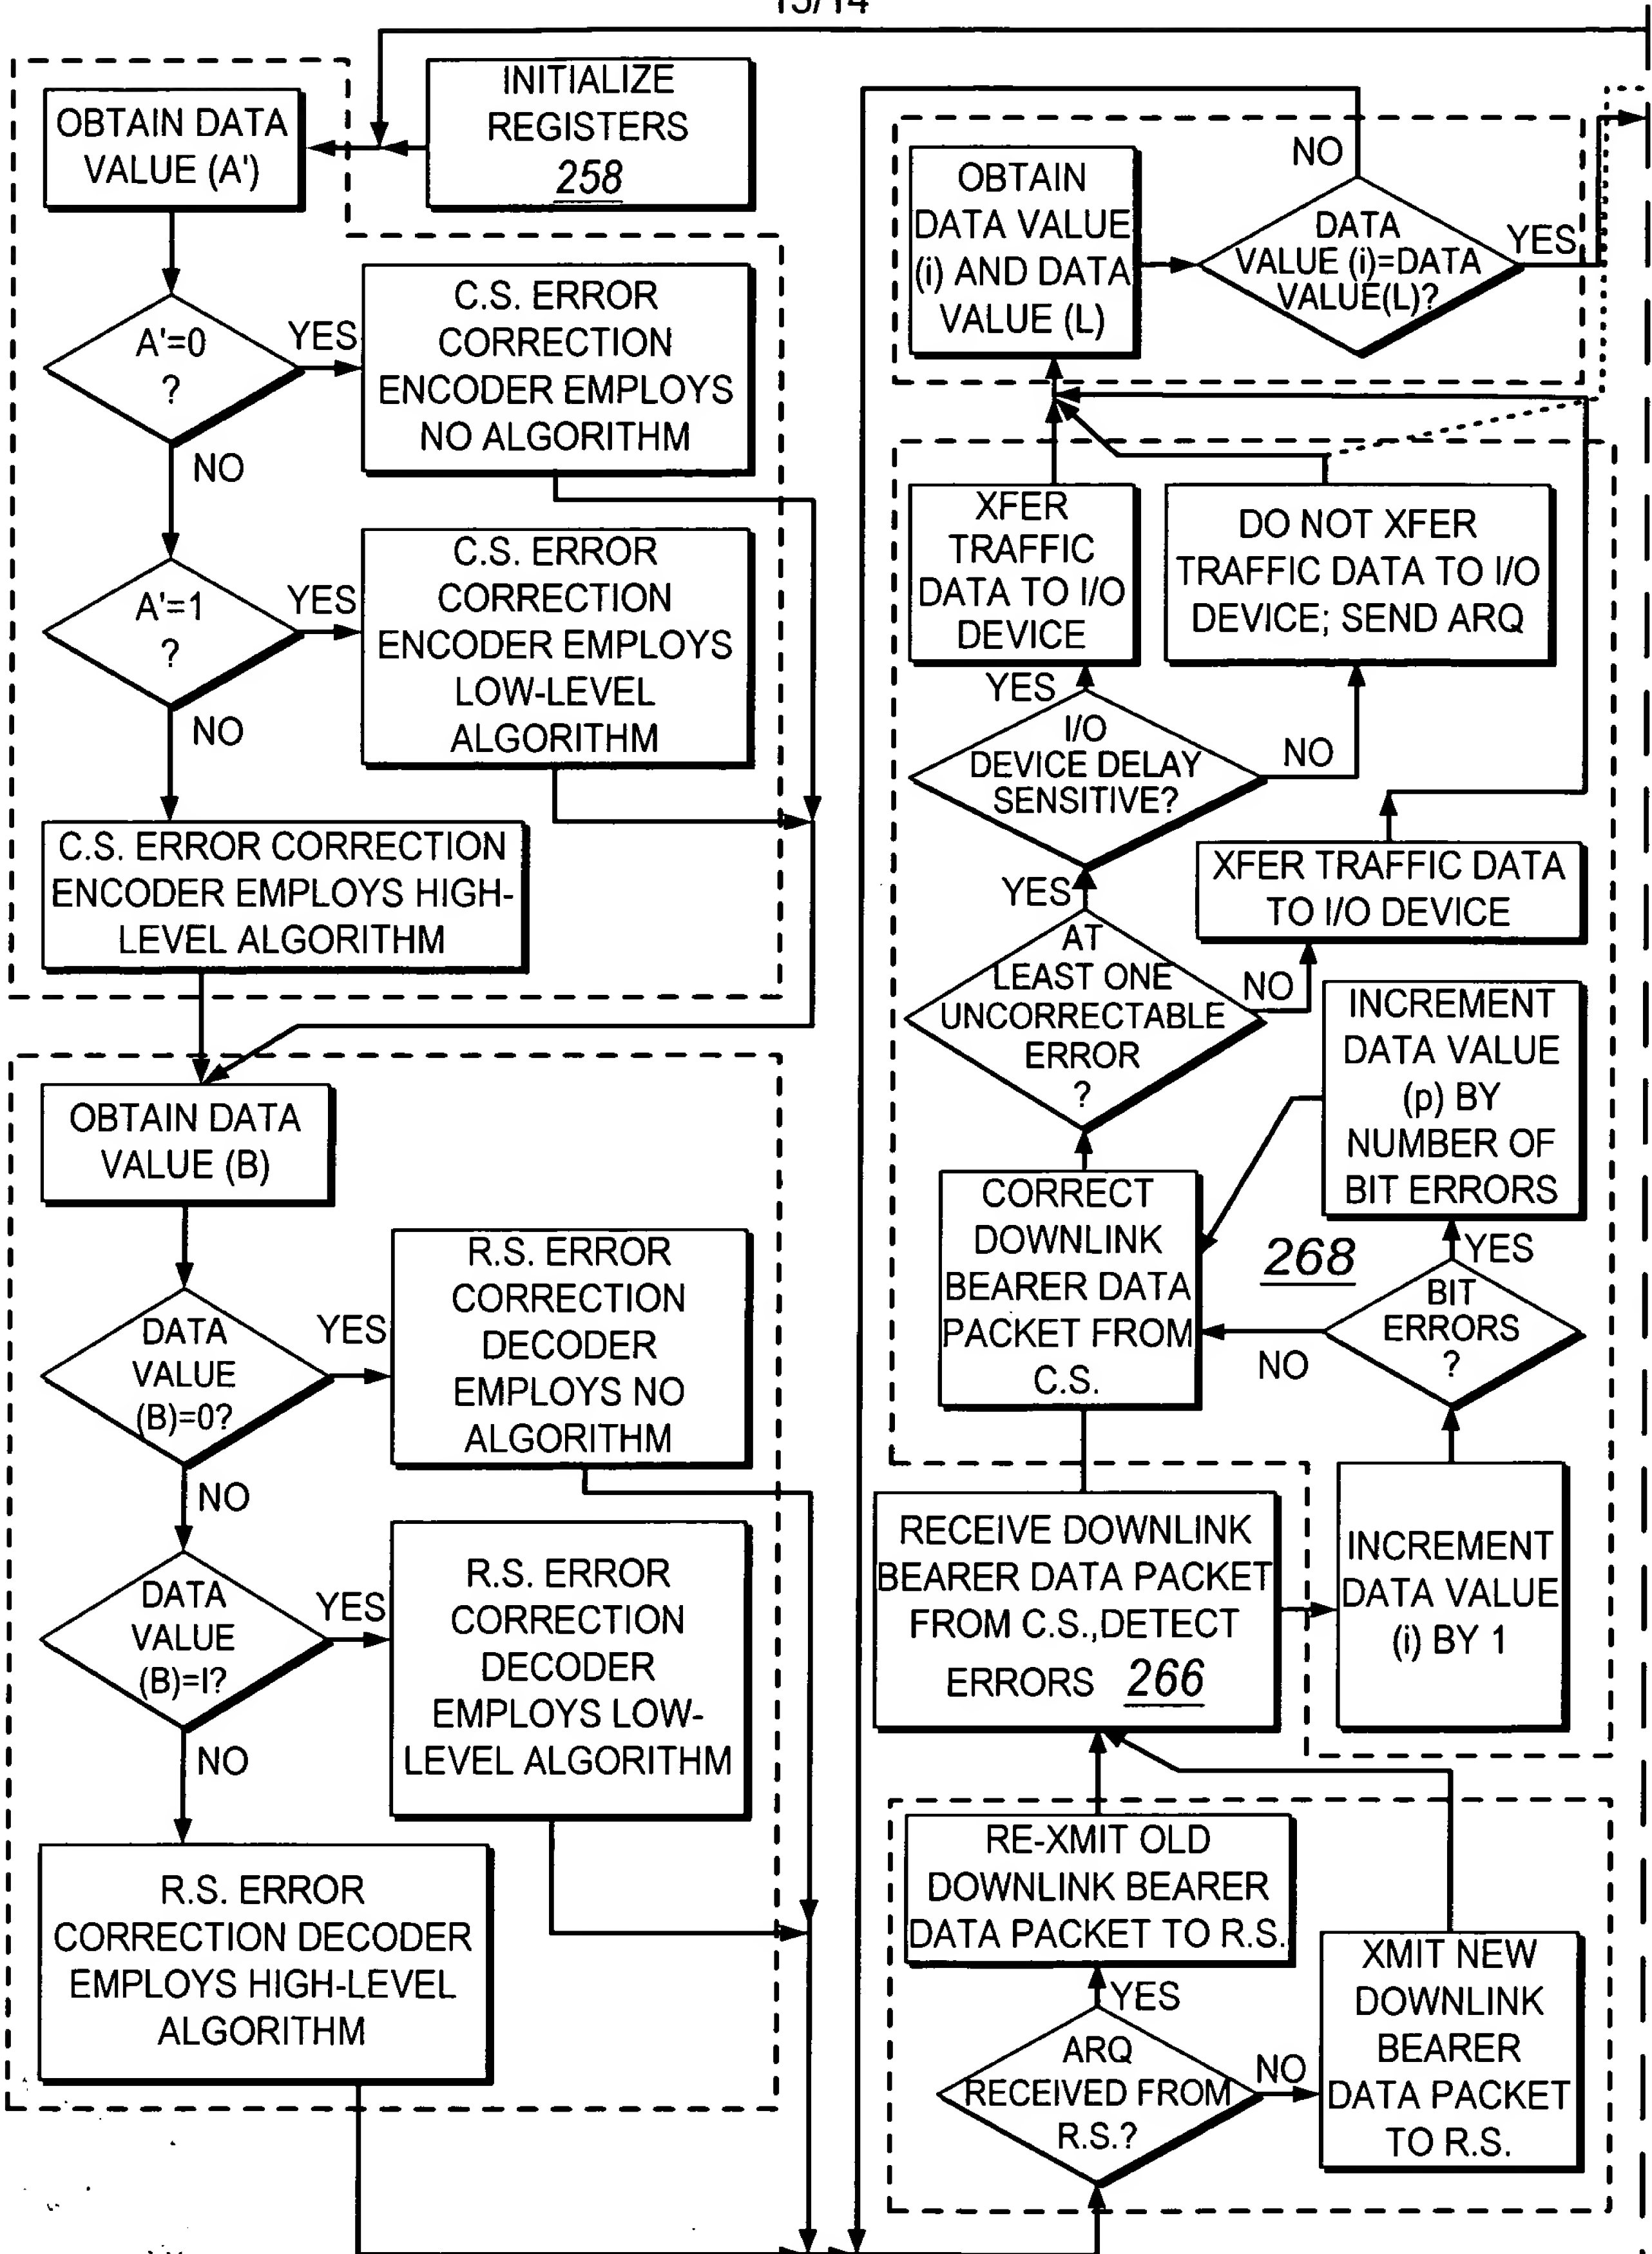 13/14
OBTAIN DATA
VALUE (A')
INITIALIZE
REGISTERS
258
A'=0
?
YES
NO
C.S. ERROR
CORRECTION
ENCODER EMPLOYS
NO ALGORITHM
A'=1
?
YES
NO
C.S. ERROR
CORRECTION
ENCODER EMPLOYS
LOW-LEVEL
ALGORITHM
C.S. ERROR CORRECTION
ENCODER EMPLOYS HIGH-
LEVEL ALGORITHM
OBTAIN DATA
VALUE (B)
DATA
VALUE
(B)=0?
YES
NO
R.S. ERROR
CORRECTION
DECODER
EMPLOYS NO
ALGORITHM
DATA
VALUE
(B)=I?
YES
NO
R.S. ERROR
CORRECTION
DECODER
EMPLOYS LOW-
LEVEL ALGORITHM
R.S. ERROR
CORRECTION DECODER
EMPLOYS HIGH-LEVEL
ALGORITHM
OBTAIN
DATA VALUE
(i) AND DATA
VALUE (L)
NO
DATA
VALUE (i)=DATA
VALUE(L)?
YES
XFER
TRAFFIC
DATA TO I/O
DEVICE
DO NOT XFER
TRAFFIC DATA TO I/O
DEVICE; SEND ARQ
YES
I/O
DEVICE DELAY
SENSITIVE?
NO
XFER TRAFFIC DATA
TO I/O DEVICE
YES
AT
LEAST ONE
UNCORRECTABLE
ERROR
?
NO
INCREMENT
DATA VALUE
(p) BY
NUMBER OF
BIT ERRORS
CORRECT
DOWNLINK
BEARER DATA
PACKET FROM
C.S.
268
YES
BIT
ERRORS
?
NO
RECEIVE DOWNLINK
BEARER DATA PACKET
FROM C.S.,DETECT
ERRORS 266
INCREMENT
DATA VALUE
(i) BY 1
RE-XMIT OLD
DOWNLINK BEARER
DATA PACKET TO R.S.
YES
ARQ
RECEIVED FROM
R.S.?
NO
XMIT NEW
DOWNLINK
BEARER
DATA PACKET
TO R.S.